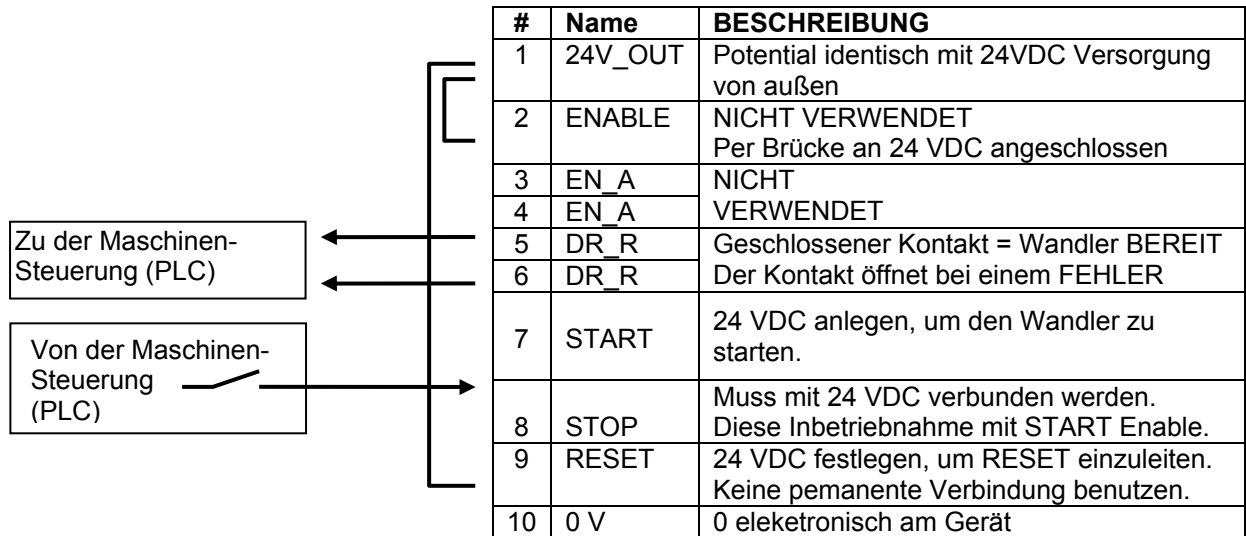 # Name BESCHREIBUNG
1 24V_OUT Potential identisch mit 24VDC Versorgung
von außen
2 ENABLE NICHT VERWENDET
Per Brücke an 24 VDC angeschlossen
3 EN_A NICHT
4 EN_A VERWENDET
5 DR_R Geschlossener Kontakt = Wandler BEREIT
6 DR_R Der Kontakt öffnet bei einem FEHLER
Zu der Maschinen-
Steuerung (PLC)
7 START 24 VDC anlegen, um den Wandler zu
starten.
Von der Maschinen-
Steuerung
(PLC)
Muss mit 24 VDC verbunden werden.
8 STOP Diese Inbetriebnahme mit START Enable.
9 RESET 24 VDC festlegen, um RESET einzuleiten.
Keine pemanente Verbindung benutzen.
10 0 V 0 eleketronisch am Gerät